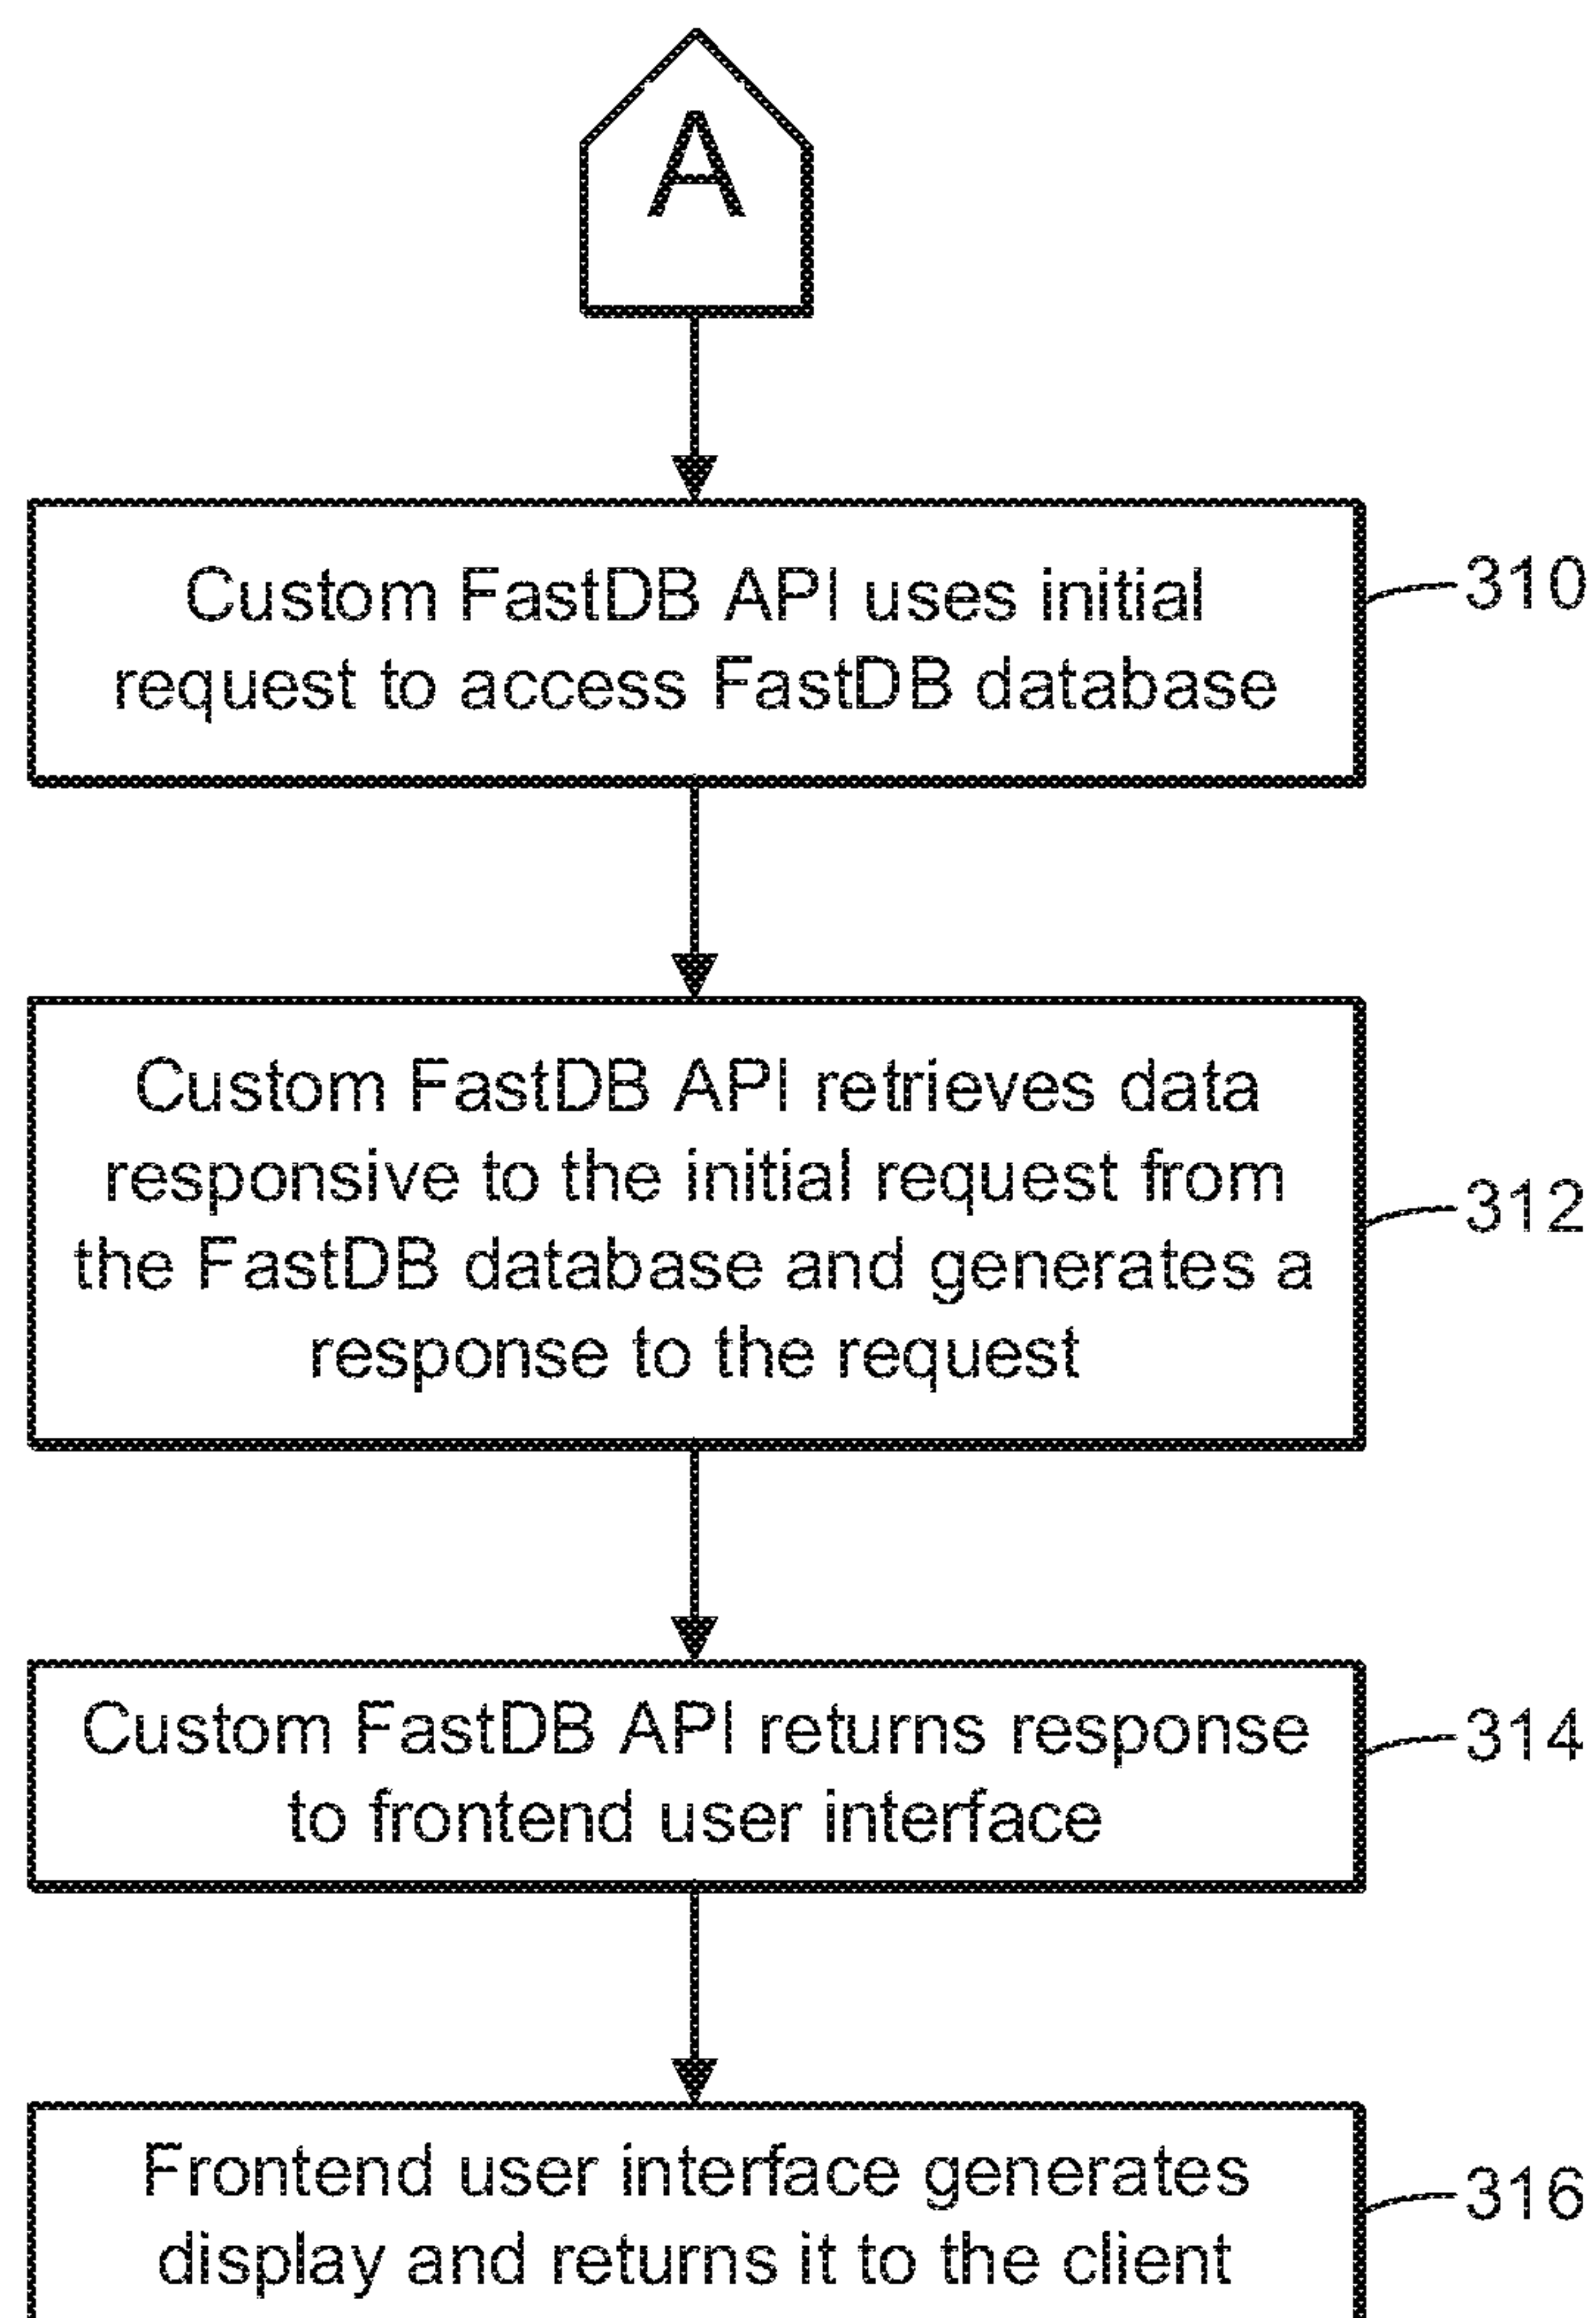 A
Custom FastDB API uses initial
request to access FastDB database
310
Custom FastDB API retrieves data
responsive to the initial request from
the FastDB database and generates a
response to the request
312
Custom FastDB API returns response
to frontend user interface
314
Frontend user interface generates
display and returns it to the client
316